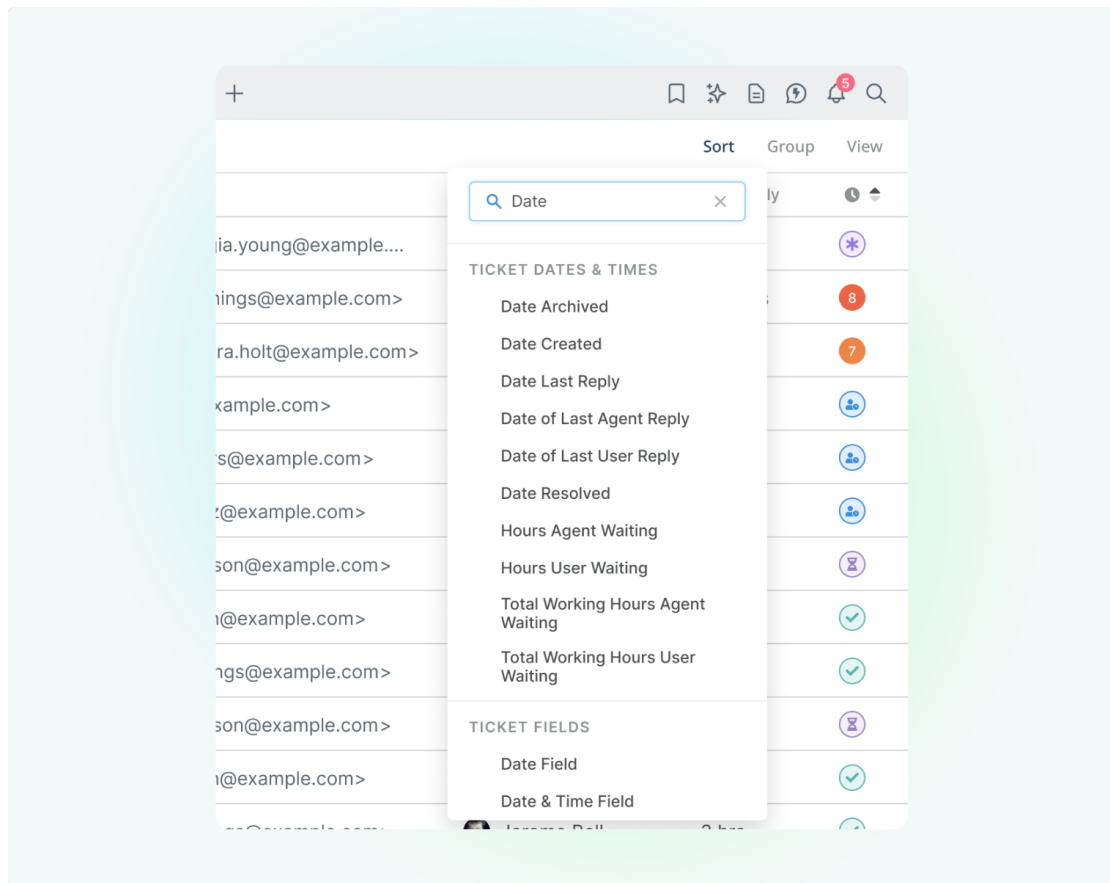 5
Sort Group View
Date
ly
gia.young@example....
TICKET DATES & TIMES
nings@example.com>
Date Archived
8
Date Created
ra.holt@example.com>
7
Date Last Reply
xample.com>
Date of Last Agent Reply
rs@example.com>
Date of Last User Reply
Date Resolved
z@example.com>
Hours Agent Waiting
son@example.com>
Hours User Waiting
Total Working Hours Agent
Waiting
n@example.com>
Total Working Hours User
Waiting
ngs@example.com>
TICKET FIELDS
son@example.com>
Date Field
n@example.com>
Date & Time Field